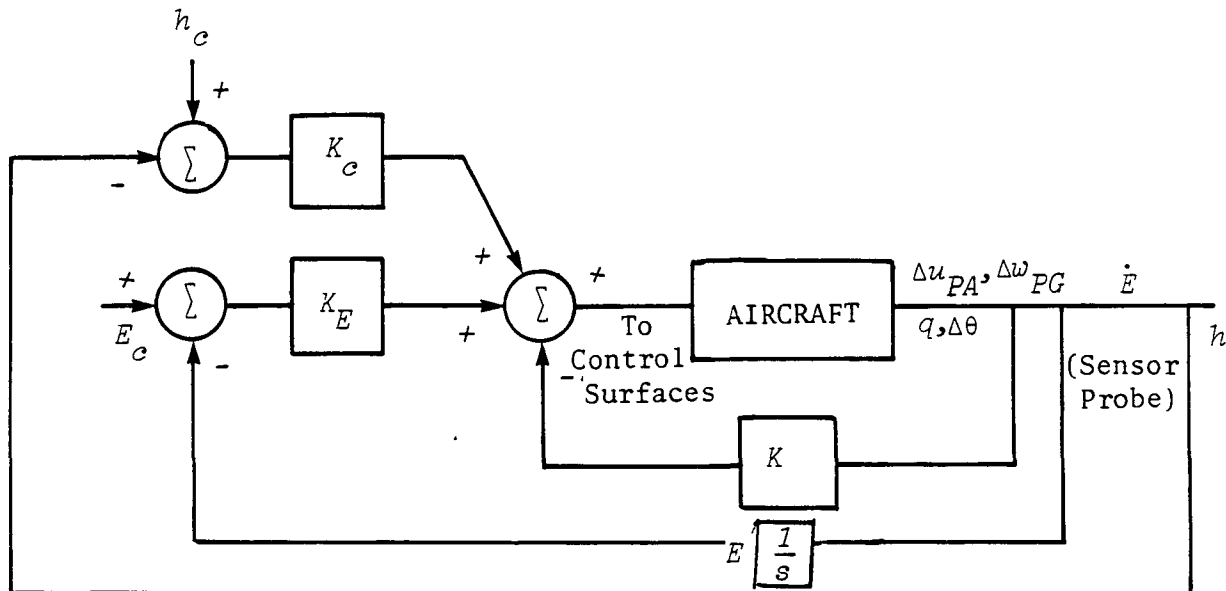 h_c
+
Σ
-
K_c
+
+
Σ
E_c
-
K_E
+
+
Σ
-
To
Control
Surfaces
AIRCRAFT
Δu_PA, Δw_PG
q, Δθ
Ė
(Sensor
Probe)
h
K
E
1/s